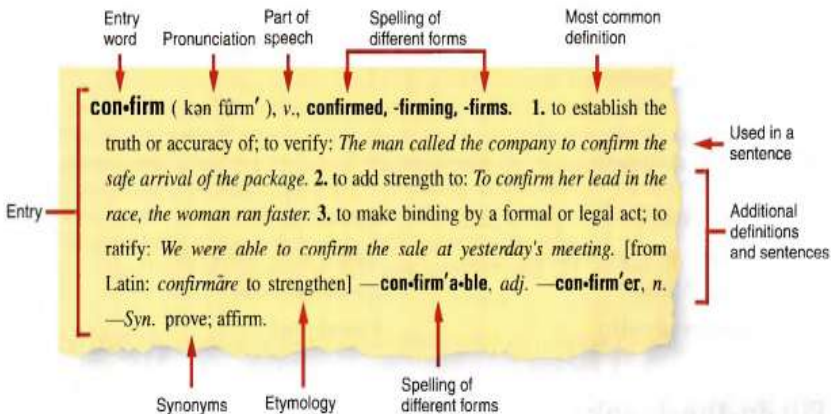 Entry word
Pronunciation
Part of speech
Spelling of different forms
Most common definition
con•firm ( kən fûrm′ ), v., confirmed, -firming, -firms. 1. to establish the
truth or accuracy of; to verify: The man called the company to confirm the
safe arrival of the package. 2. to add strength to: To confirm her lead in the
race, the woman ran faster. 3. to make binding by a formal or legal act; to
ratify: We were able to confirm the sale at yesterday's meeting. [from
Latin: confirmāre to strengthen] —con•firm′a•ble, adj. —con•firm′er, n.
—Syn. prove; affirm.
Entry
Used in a
sentence
Additional
definitions
and sentences
Synonyms
Etymology
Spelling of
different forms